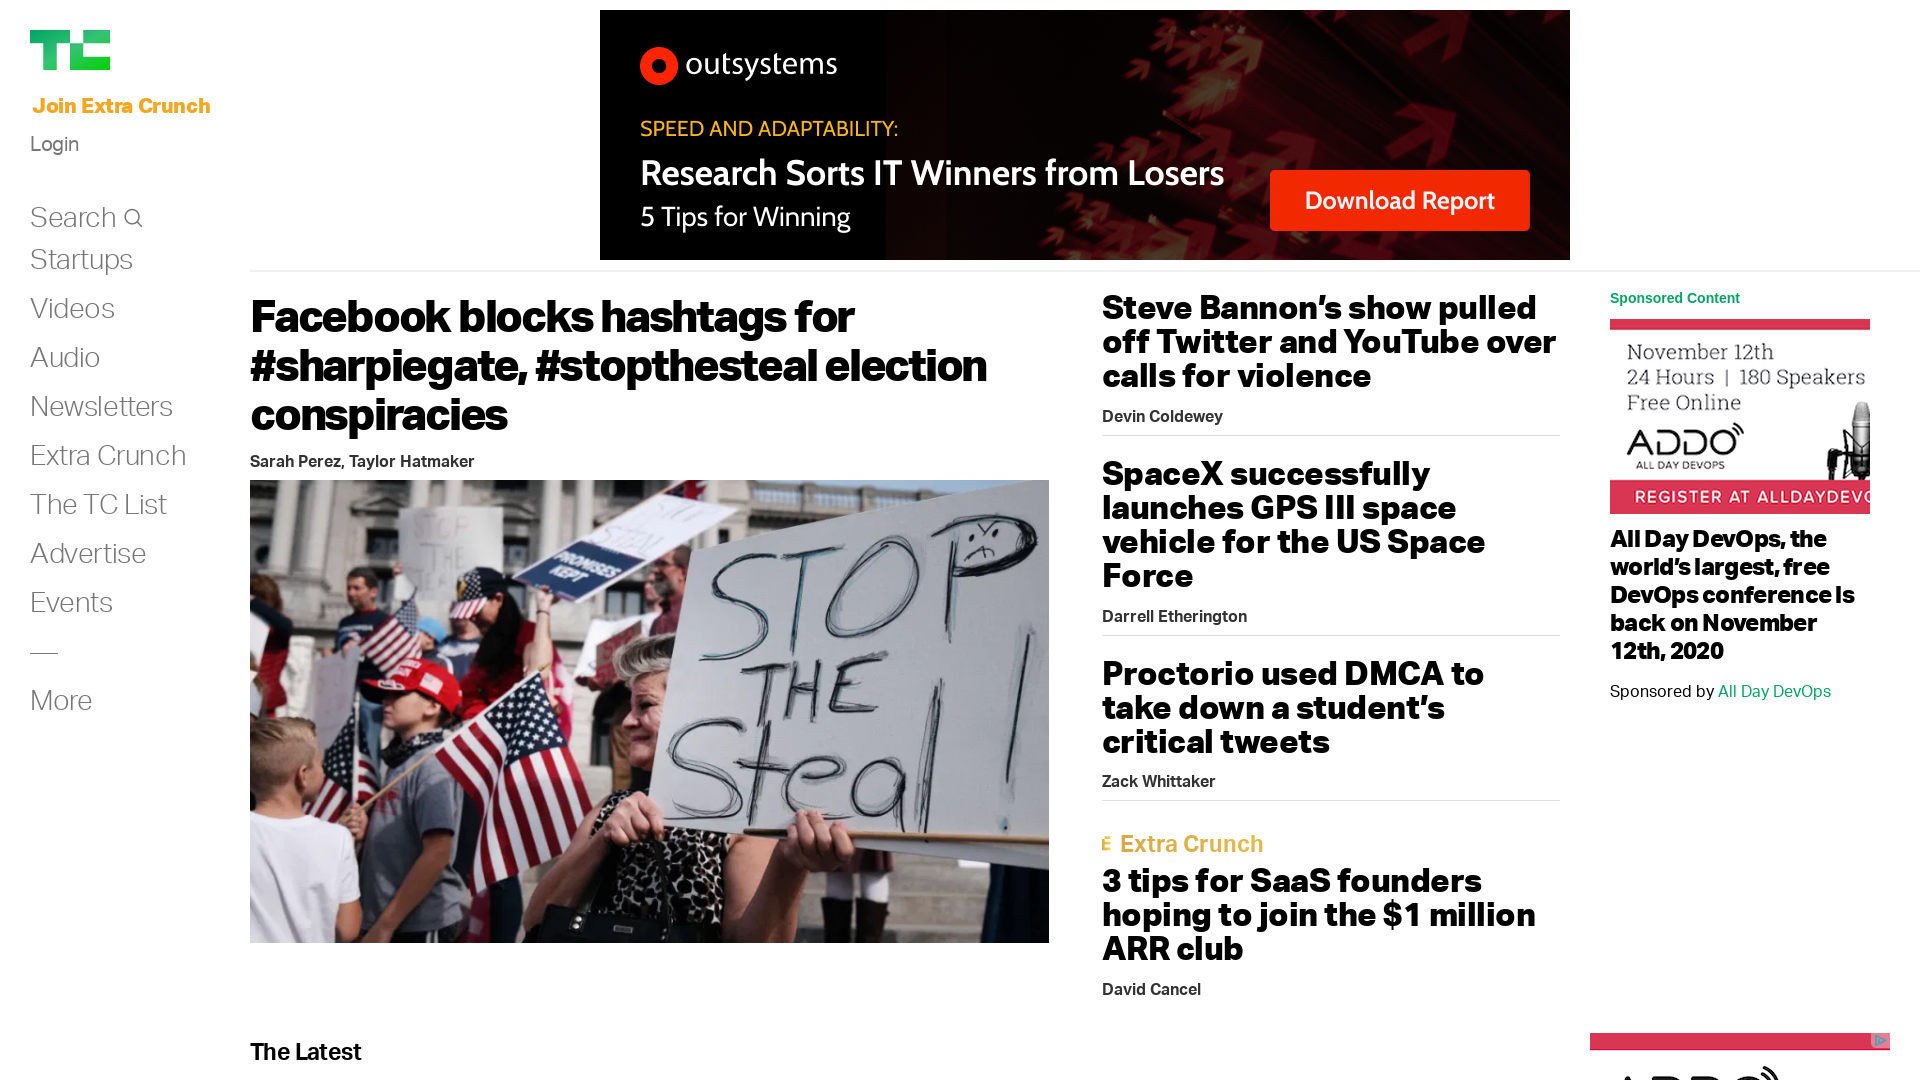 TC
Join Extra Crunch
Login
Search
Startups
Videos
Audio
Newsletters
Extra Crunch
The TC List
Advertise
Events
—
More
outsystems
SPEED AND ADAPTABILITY:
Research Sorts IT Winners from Losers
5 Tips for Winning
Download Report
Facebook blocks hashtags for
#sharpiegate, #stopthesteal election
conspiracies
Sarah Perez, Taylor Hatmaker
STOP
THE
STEAL
PROMISES
KEPT
STOP
THE
Steal!
Steve Bannon’s show pulled
off Twitter and YouTube over
calls for violence
Devin Coldewey
SpaceX successfully
launches GPS III space
vehicle for the US Space
Force
Darrell Etherington
Proctorio used DMCA to
take down a student’s
critical tweets
Zack Whittaker
Extra Crunch
3 tips for SaaS founders
hoping to join the $1 million
ARR club
David Cancel
Sponsored Content
November 12th
24 Hours | 180 Speakers
Free Online
ADDO
ALL DAY DEVOPS
REGISTER AT ALLDAYDEVO
All Day DevOps, the
world’s largest, free
DevOps conference Is
back on November
12th, 2020
Sponsored by All Day DevOps
The Latest